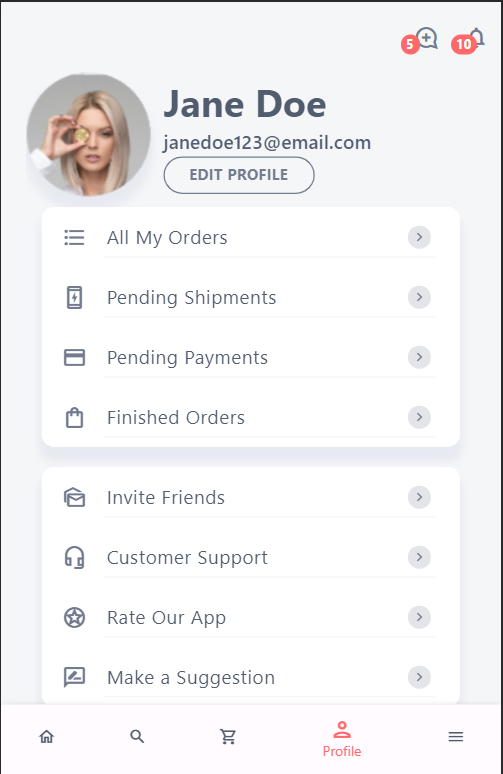 5
10
Jane Doe
janedoe123@email.com
EDIT PROFILE
All My Orders
Pending Shipments
Pending Payments
Finished Orders
Invite Friends
Customer Support
Rate Our App
Make a Suggestion
Profile